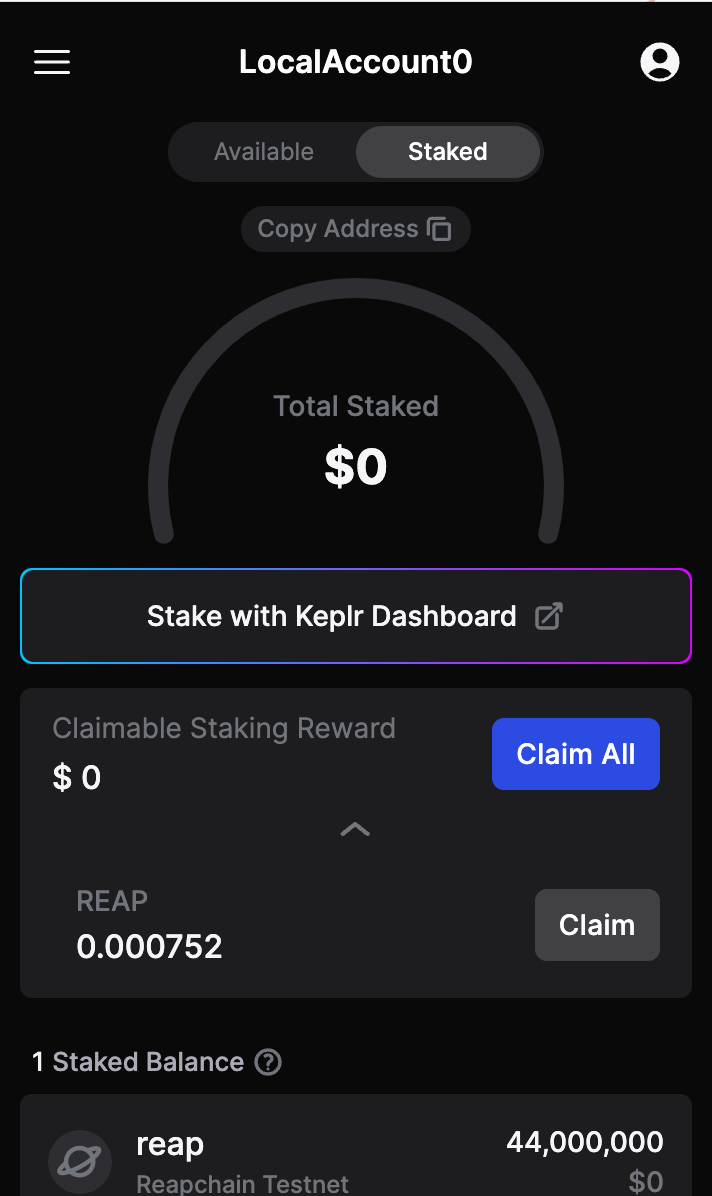 LocalAccount0
Available Staked
Copy Address
Total Staked
$0
Stake with Keplr Dashboard
Claimable Staking Reward
$ 0
Claim All
REAP
0.000752
Claim
1 Staked Balance ?
reap 44,000,000
Reapchain Testnet $0